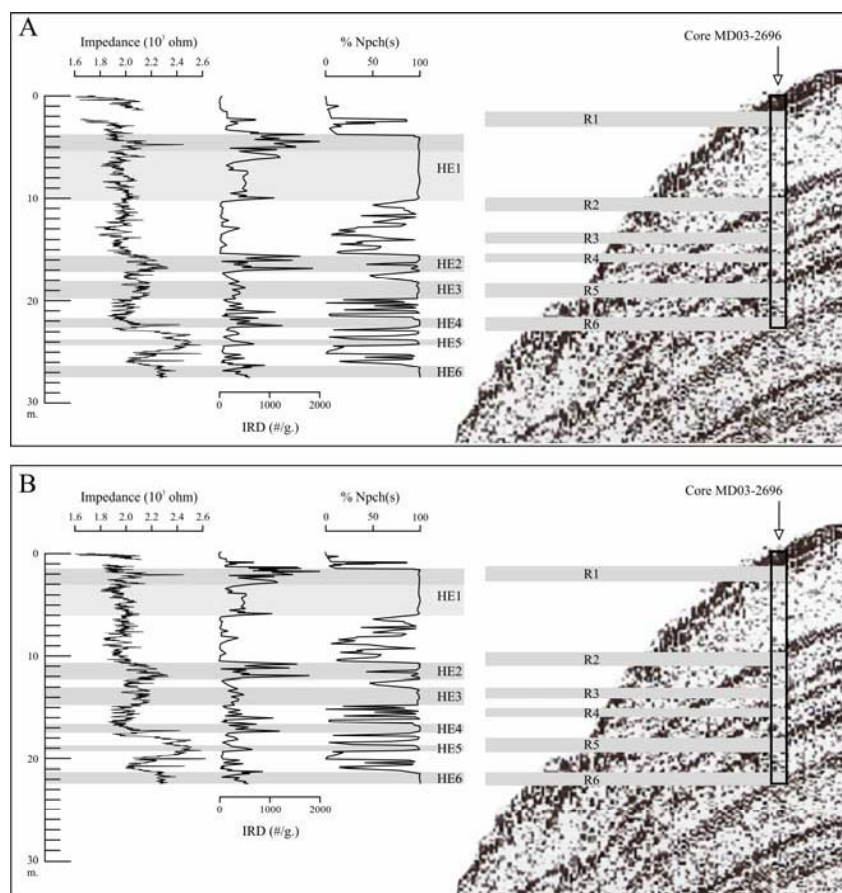 A
Impedance (10³ ohm)
% Npch(s)
Core MD03-2696
1.6 1.8 2.0 2.2 2.4 2.6
0 50 100
0
10
20
30
m.
HE1
HE2
HE3
HE4
HE5
HE6
R1
R2
R3
R4
R5
R6
0 1000 2000
IRD (#/g.)
B
Impedance (10³ ohm)
% Npch(s)
Core MD03-2696
1.6 1.8 2.0 2.2 2.4 2.6
0 50 100
0
10
20
30
m.
HE1
HE2
HE3
HE4
HE5
HE6
R1
R2
R3
R4
R5
R6
0 1000 2000
IRD (#/g.)